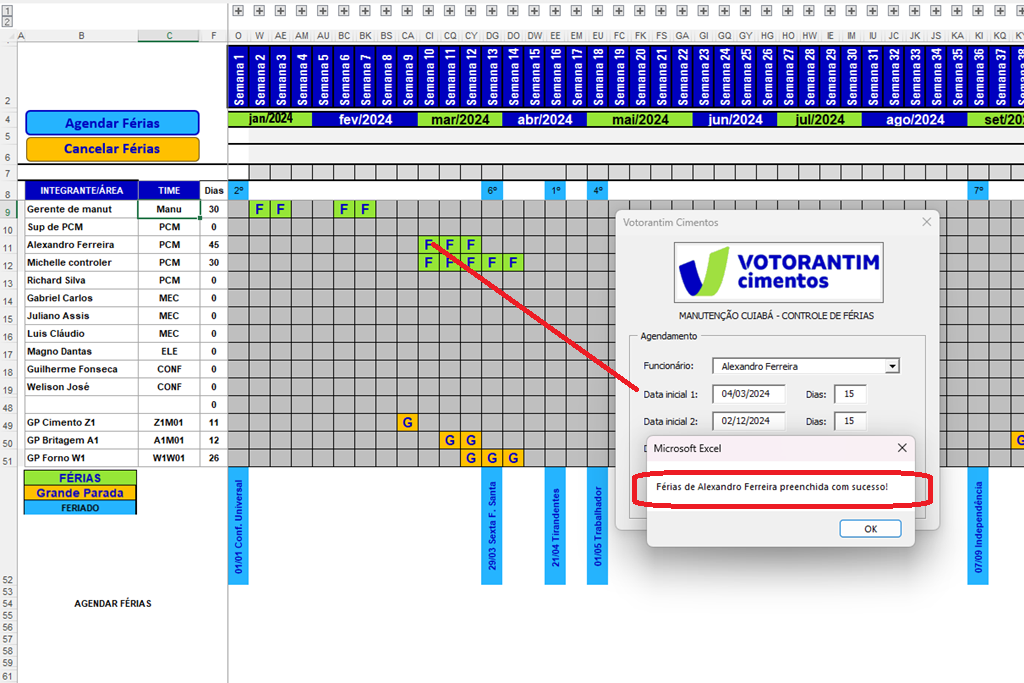 1
2
A B C F O W AE AM AU BC BK BS CA CI CQ CY DG DO DW EE EM EU FC FK FS GA GI GQ GY HG HO HW IE IM IU JC JK JS KA KI KQ KY
2 Semana 1 Semana 2 Semana 3 Semana 4 Semana 5 Semana 6 Semana 7 Semana 8 Semana 9 Semana 10 Semana 11 Semana 12 Semana 13 Semana 14 Semana 15 Semana 16 Semana 17 Semana 18 Semana 19 Semana 20 Semana 21 Semana 22 Semana 23 Semana 24 Semana 25 Semana 26 Semana 27 Semana 28 Semana 29 Semana 30 Semana 31 Semana 32 Semana 33 Semana 34 Semana 35 Semana 36 Semana 37
4 Agendar Férias jan/2024 fev/2024 mar/2024 abr/2024 mai/2024 jun/2024 jul/2024 ago/2024 set/20
5 Cancelar Férias
6
7
8 INTEGRANTE/ÁREA TIME Dias 2º 6º 1º 4º 7º
9 Gerente de manut Manu 30 F F F F
10 Sup de PCM PCM 0
11 Alexandro Ferreira PCM 45 F F F
12 Michelle controler PCM 30 F F F F F
13 Richard Silva PCM 0
14 Gabriel Carlos MEC 0
15 Juliano Assis MEC 0
16 Luis Cláudio MEC 0
17 Magno Dantas ELE 0
18 Guilherme Fonseca CONF 0
19 Welison José CONF 0
48 0
49 GP Cimento Z1 Z1M01 11 G
50 GP Britagem A1 A1M01 12 G G G
51 GP Forno W1 W1W01 26 G G G
FÉRIAS
Grande Parada
FERIADO
01/01 Conf. Universal
29/03 Sexta F. Santa
21/04 Tirandentes
01/05 Trabalhador
07/09 Independência
52
53
54 AGENDAR FÉRIAS
55
56
57
58
59
61
Votorantim Cimentos
VOTORANTIM
cimentos
MANUTENÇÃO CUIABÁ - CONTROLE DE FÉRIAS
Agendamento
Funcionário: Alexandro Ferreira
Data inicial 1: 04/03/2024 Dias: 15
Data inicial 2: 02/12/2024 Dias: 15
Microsoft Excel
Férias de Alexandro Ferreira preenchida com sucesso!
OK